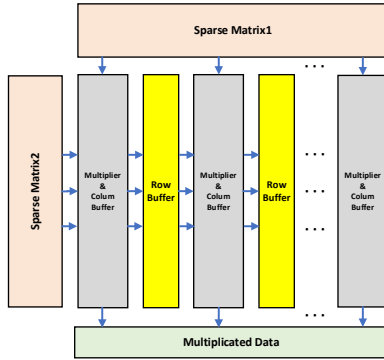 Sparse Matrix1
. . .
Sparse Matrix2
Multiplier
&
Colum
Buffer
Row
Buffer
Multiplier
&
Colum
Buffer
Row
Buffer
. . .
. . .
. . .
Multiplier
&
Colum
Buffer
. . .
Multiplicated Data